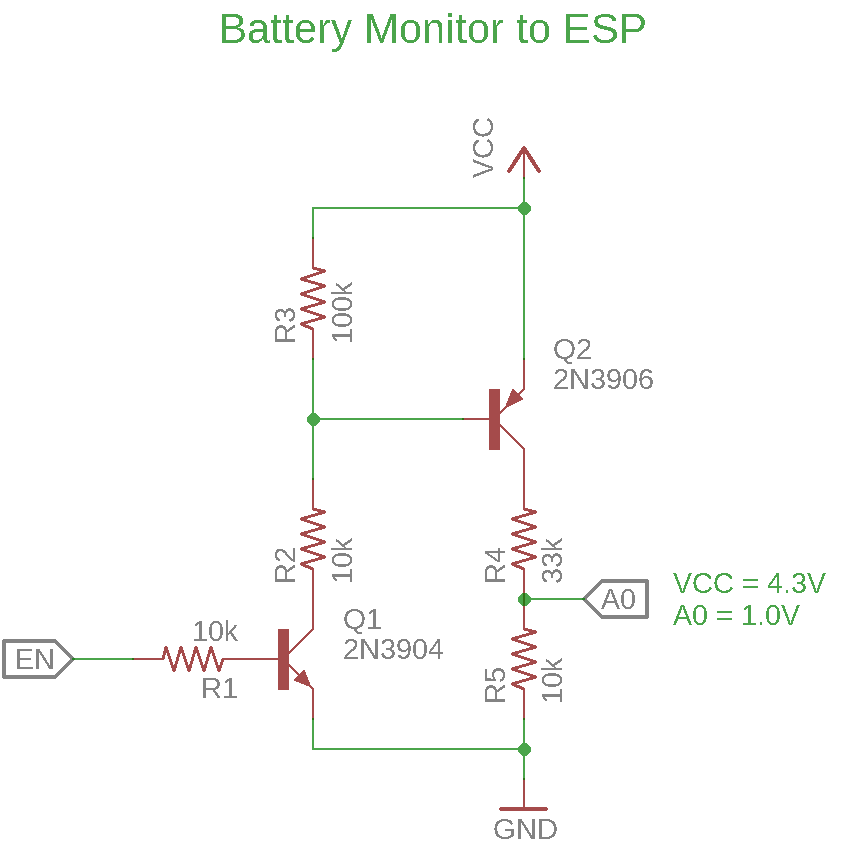 Battery Monitor to ESP
VCC
R3
100k
Q2
2N3906
R2
10k
R4
33k
A0
VCC = 4.3V
A0 = 1.0V
EN
10k
R1
Q1
2N3904
R5
10k
GND